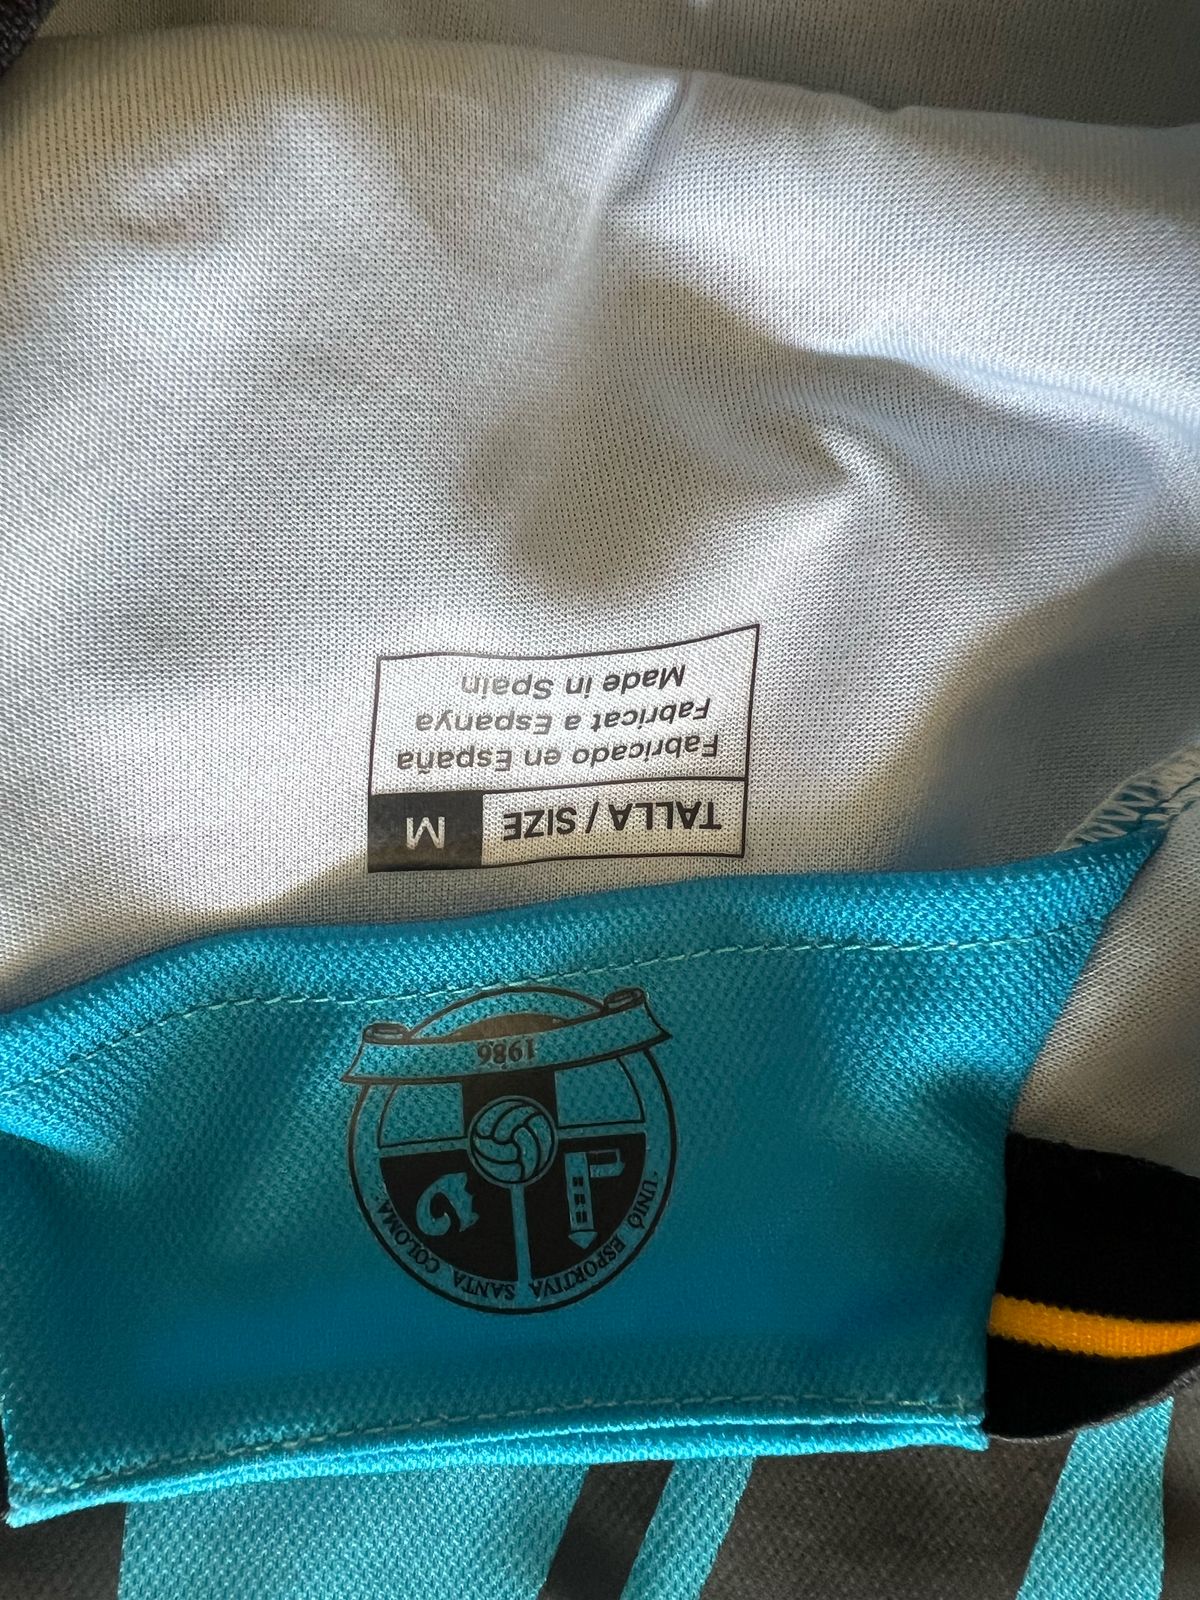 TALLA / SIZE M
Fabricado en España
Fabricat a Espanya
Made in Spain
UNIÓ ESPORTIVA SANTA COLOMA
1986